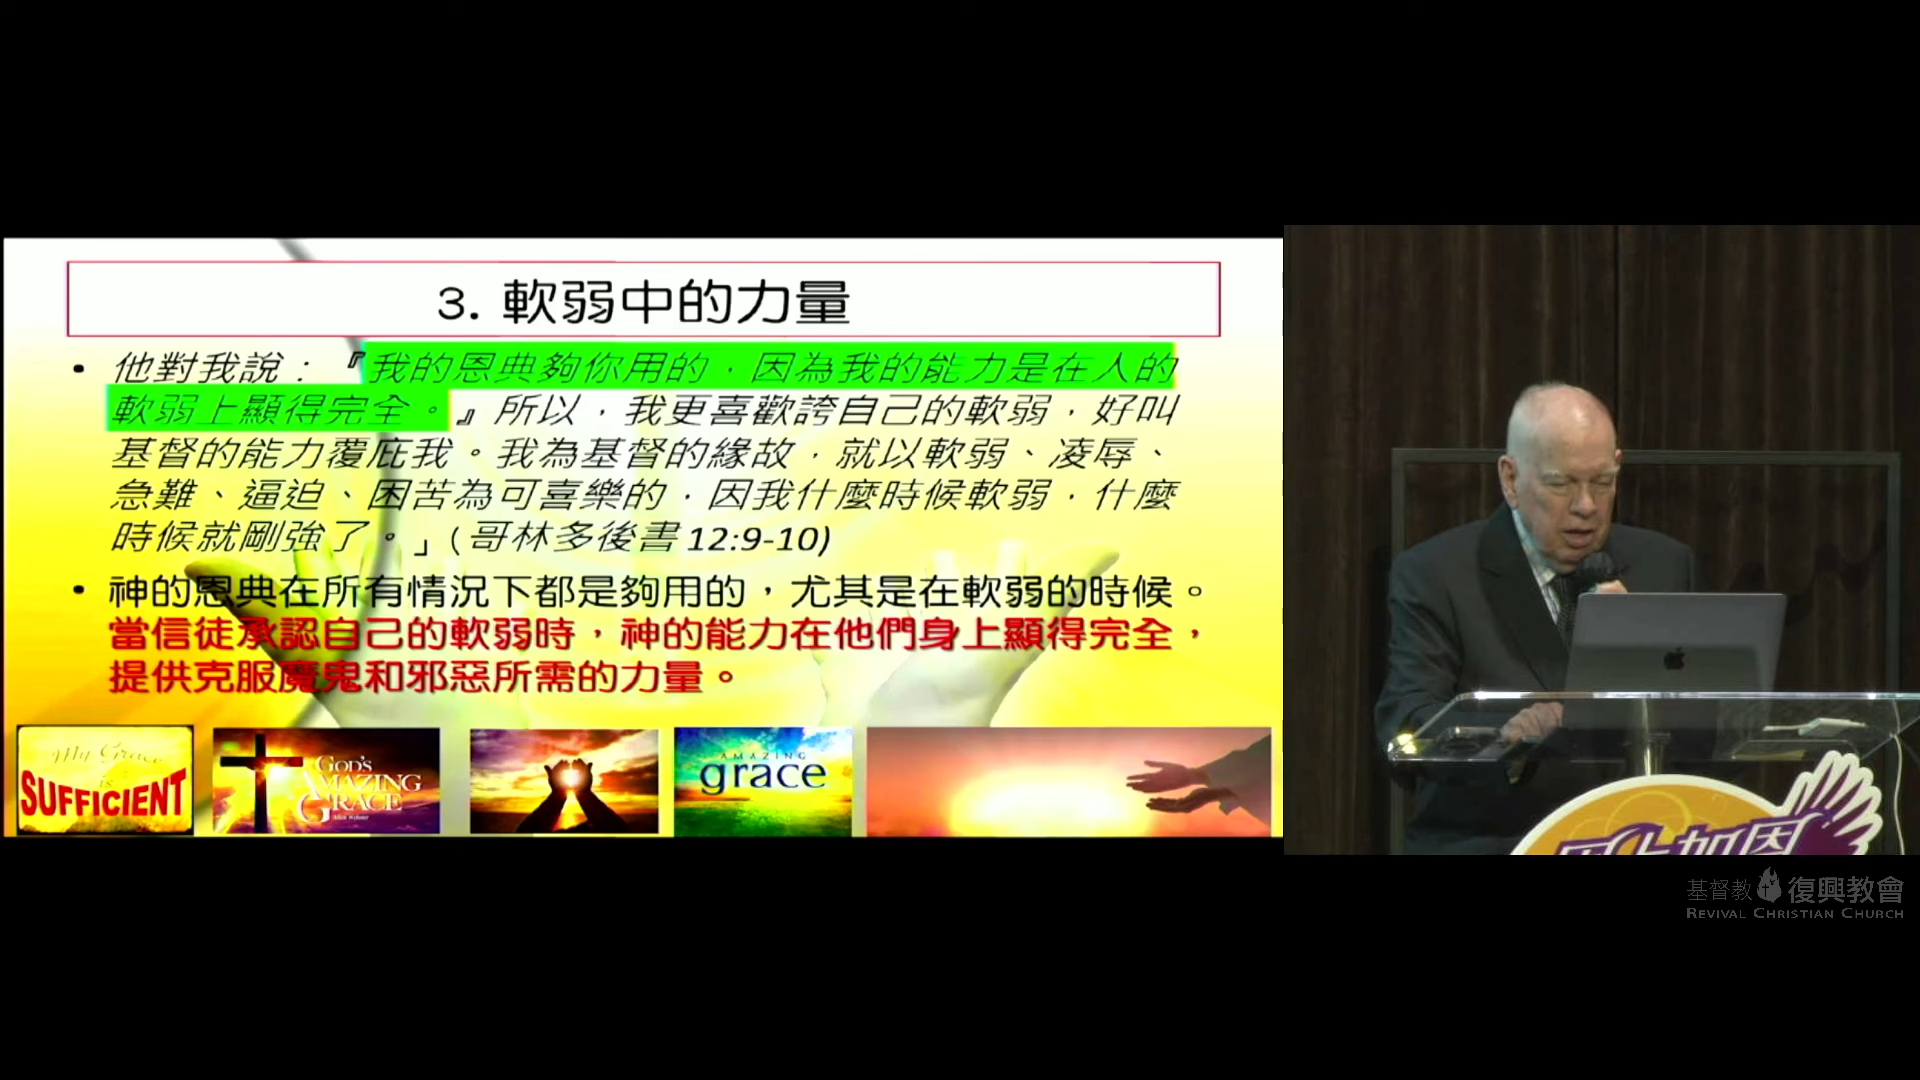 3. 軟弱中的力量
• 他對我說：『我的恩典夠你用的，因為我的能力是在人的
軟弱上顯得完全。』所以，我更喜歡誇自己的軟弱，好叫
基督的能力覆庇我。我為基督的緣故，就以軟弱、凌辱、
急難、逼迫、困苦為可喜樂的，因我什麼時候軟弱，什麼
時候就剛強了。」(哥林多後書 12:9-10)
• 神的恩典在所有情況下都是夠用的，尤其是在軟弱的時候。
當信徒承認自己的軟弱時，神的能力在他們身上顯得完全，
提供克服魔鬼和邪惡所需的力量。
My Grace
is
SUFFICIENT
GOD'S
AMAZING
GRACE
AMAZING
grace
基督教 復興教會
REVIVAL CHRISTIAN CHURCH